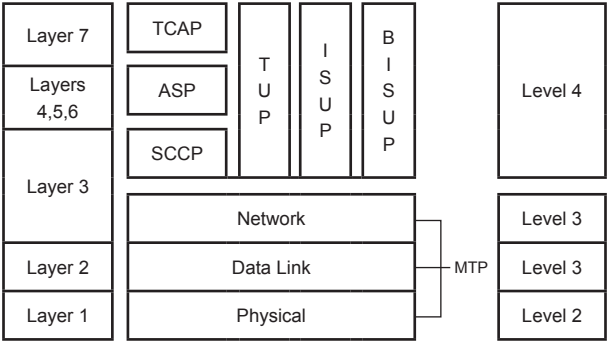 Layer 7
Layers
4,5,6
Layer 3
Layer 2
Layer 1
TCAP
ASP
SCCP
T
U
P
I
S
U
P
B
I
S
U
P
Network
Data Link
Physical
MTP
Level 4
Level 3
Level 3
Level 2